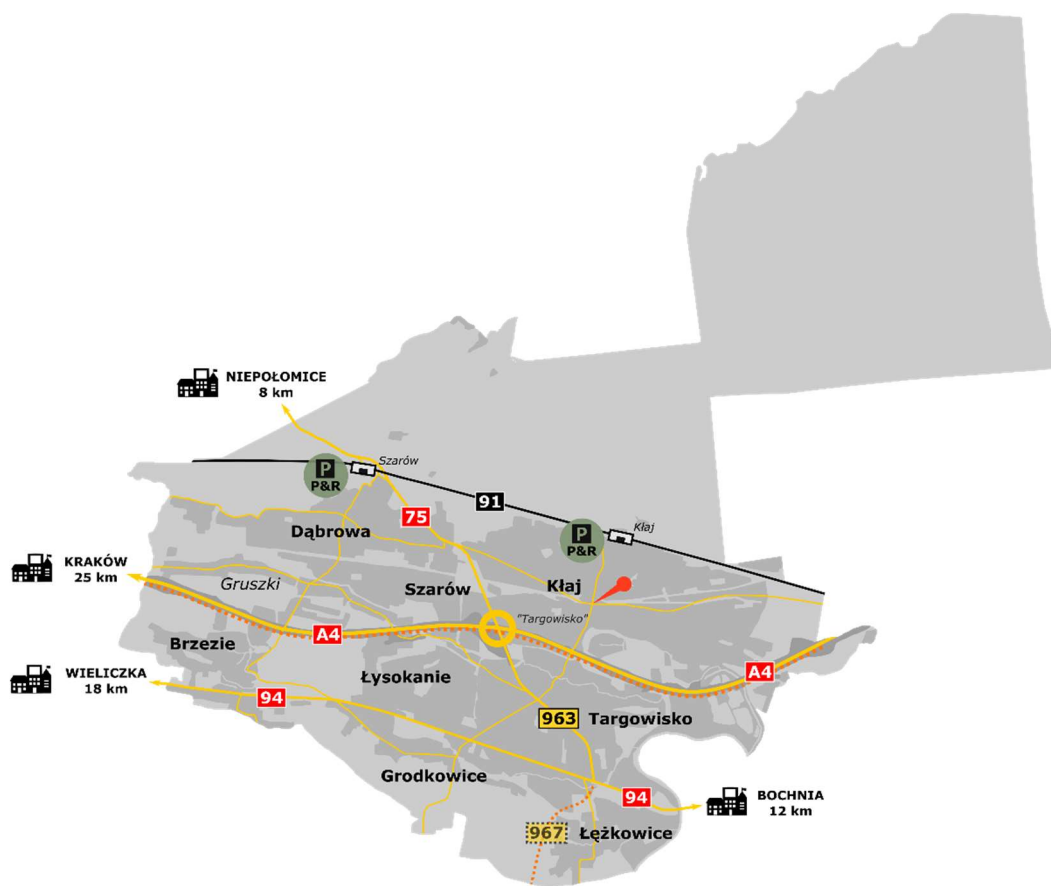 NIEPOŁOMICE
8 km
Szarów
P
P&R
91
75
Kłaj
P
P&R
Dąbrowa
KRAKÓW
25 km
Gruszki
Szarów
Kłaj
"Targowisko"
A4
Brzezie
WIELICZKA
18 km
Łysokanie
A4
94
963
Targowisko
Grodkowice
94
BOCHNIA
12 km
967
Łężkowice